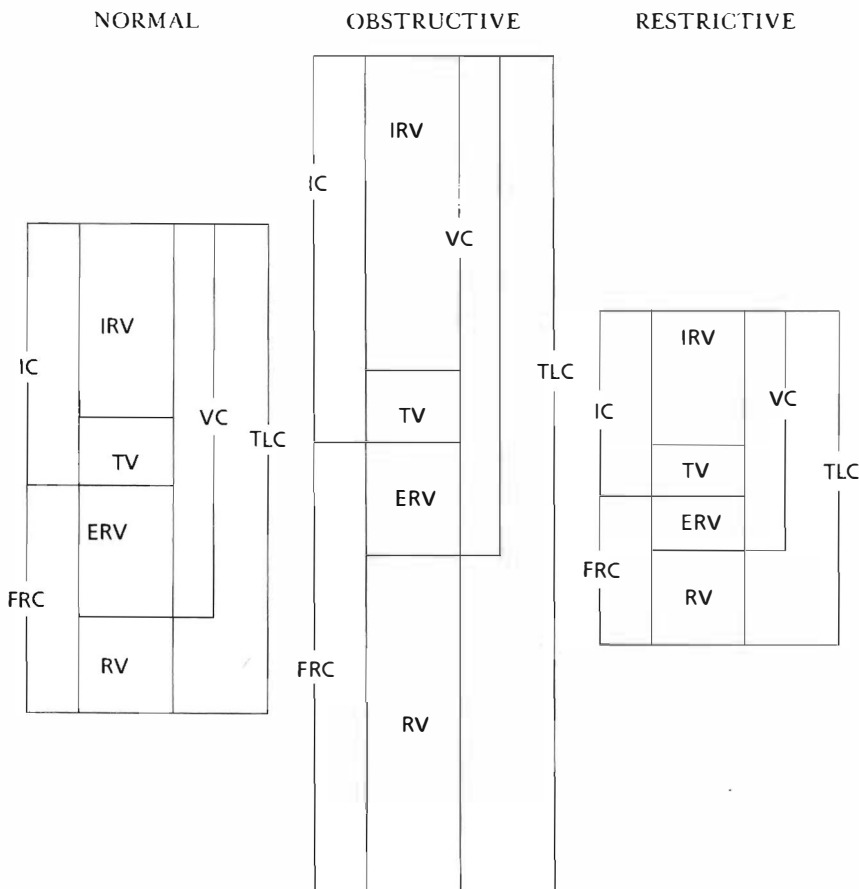 NORMAL
IRV
IC
VC
TLC
TV
ERV
FRC
RV
OBSTRUCTIVE
IRV
IC
VC
TLC
TV
ERV
FRC
RV
RESTRICTIVE
IRV
IC
VC
TV
TLC
ERV
FRC
RV